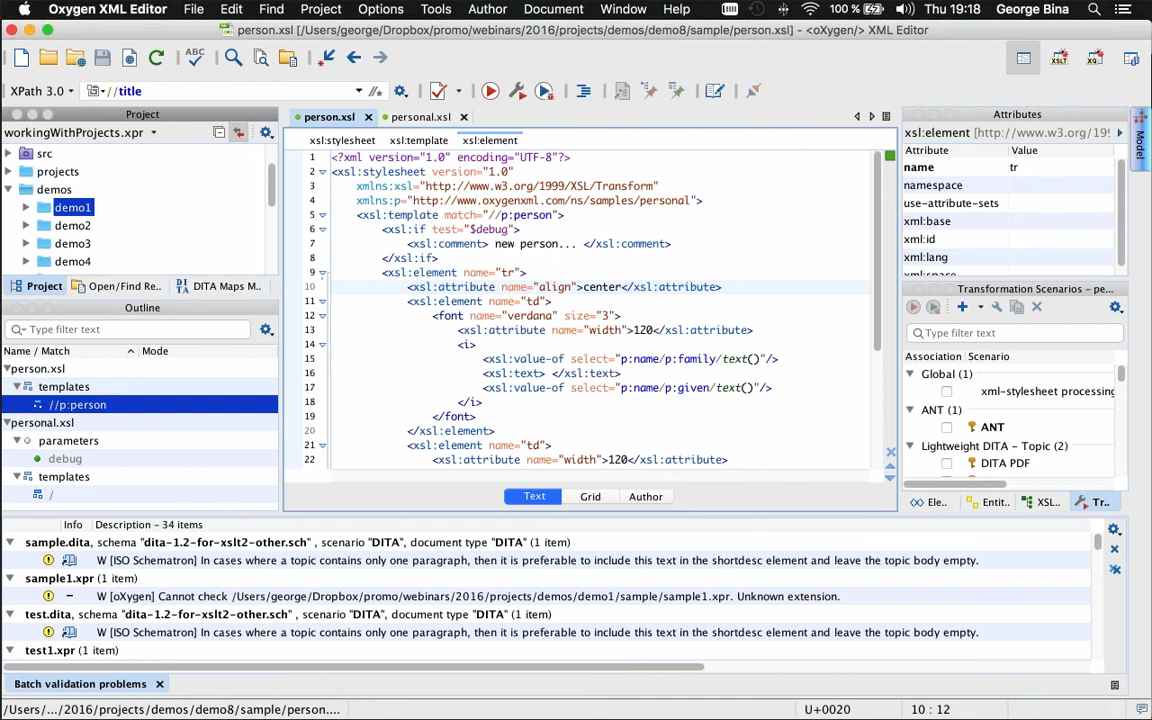 Oxygen XML Editor File Edit Find Project Options Tools Author Document Window Help 100 % Thu 19:18 George Bina
person.xsl [/Users/george/Dropbox/promo/webinars/2016/projects/demos/demo8/sample/person.xsl] - <oXygen/> XML Editor
ABC XSLT XQ
XPath 3.0 //title
Project
workingWithProjects.xpr
src
projects
demos
demo1
demo2
demo3
demo4
Project Open/Find Re.. DITA Maps M..
Outline
Type filter text
Name / Match Mode
person.xsl
templates
//p:person
personal.xsl
parameters
debug
templates
/
person.xsl personal.xsl
xsl:stylesheet xsl:template xsl:element
1 <?xml version="1.0" encoding="UTF-8"?>
2 <xsl:stylesheet version="1.0"
3 xmlns:xsl="http://www.w3.org/1999/XSL/Transform"
4 xmlns:p="http://www.oxygenxml.com/ns/samples/personal">
5 <xsl:template match="//p:person">
6 <xsl:if test="$debug">
7 <xsl:comment> new person... </xsl:comment>
8 </xsl:if>
9 <xsl:element name="tr">
10 <xsl:attribute name="align">center</xsl:attribute>
11 <xsl:element name="td">
12 <font name="verdana" size="3">
13 <xsl:attribute name="width">120</xsl:attribute>
14 <i>
15 <xsl:value-of select="p:name/p:family/text()"/>
16 <xsl:text> </xsl:text>
17 <xsl:value-of select="p:name/p:given/text()"/>
18 </i>
19 </font>
20 </xsl:element>
21 <xsl:element name="td">
22 <xsl:attribute name="width">120</xsl:attribute>
Text Grid Author
Attributes
xsl:element [http://www.w3.org/199
Attribute Value
name tr
namespace
use-attribute-sets
xml:base
xml:id
xml:lang
xml:space
Model
Transformation Scenarios - pe...
Type filter text
Association Scenario
Global (1)
xml-stylesheet processing
ANT (1)
ANT
Lightweight DITA - Topic (2)
DITA PDF
Ele.. Entit.. XSL.. Tr..
Info Description - 34 items
sample.dita, schema "dita-1.2-for-xslt2-other.sch" , scenario "DITA", document type "DITA" (1 item)
W [ISO Schematron] In cases where a topic contains only one paragraph, then it is preferable to include this text in the shortdesc element and leave the topic body empty.
sample1.xpr (1 item)
W [oXygen] Cannot check /Users/george/Dropbox/promo/webinars/2016/projects/demos/demo1/sample/sample1.xpr. Unknown extension.
test.dita, schema "dita-1.2-for-xslt2-other.sch" , scenario "DITA", document type "DITA" (1 item)
W [ISO Schematron] In cases where a topic contains only one paragraph, then it is preferable to include this text in the shortdesc element and leave the topic body empty.
test1.xpr (1 item)
Batch validation problems
/Users/.../2016/projects/demos/demo8/sample/person.... U+0020 10 : 12